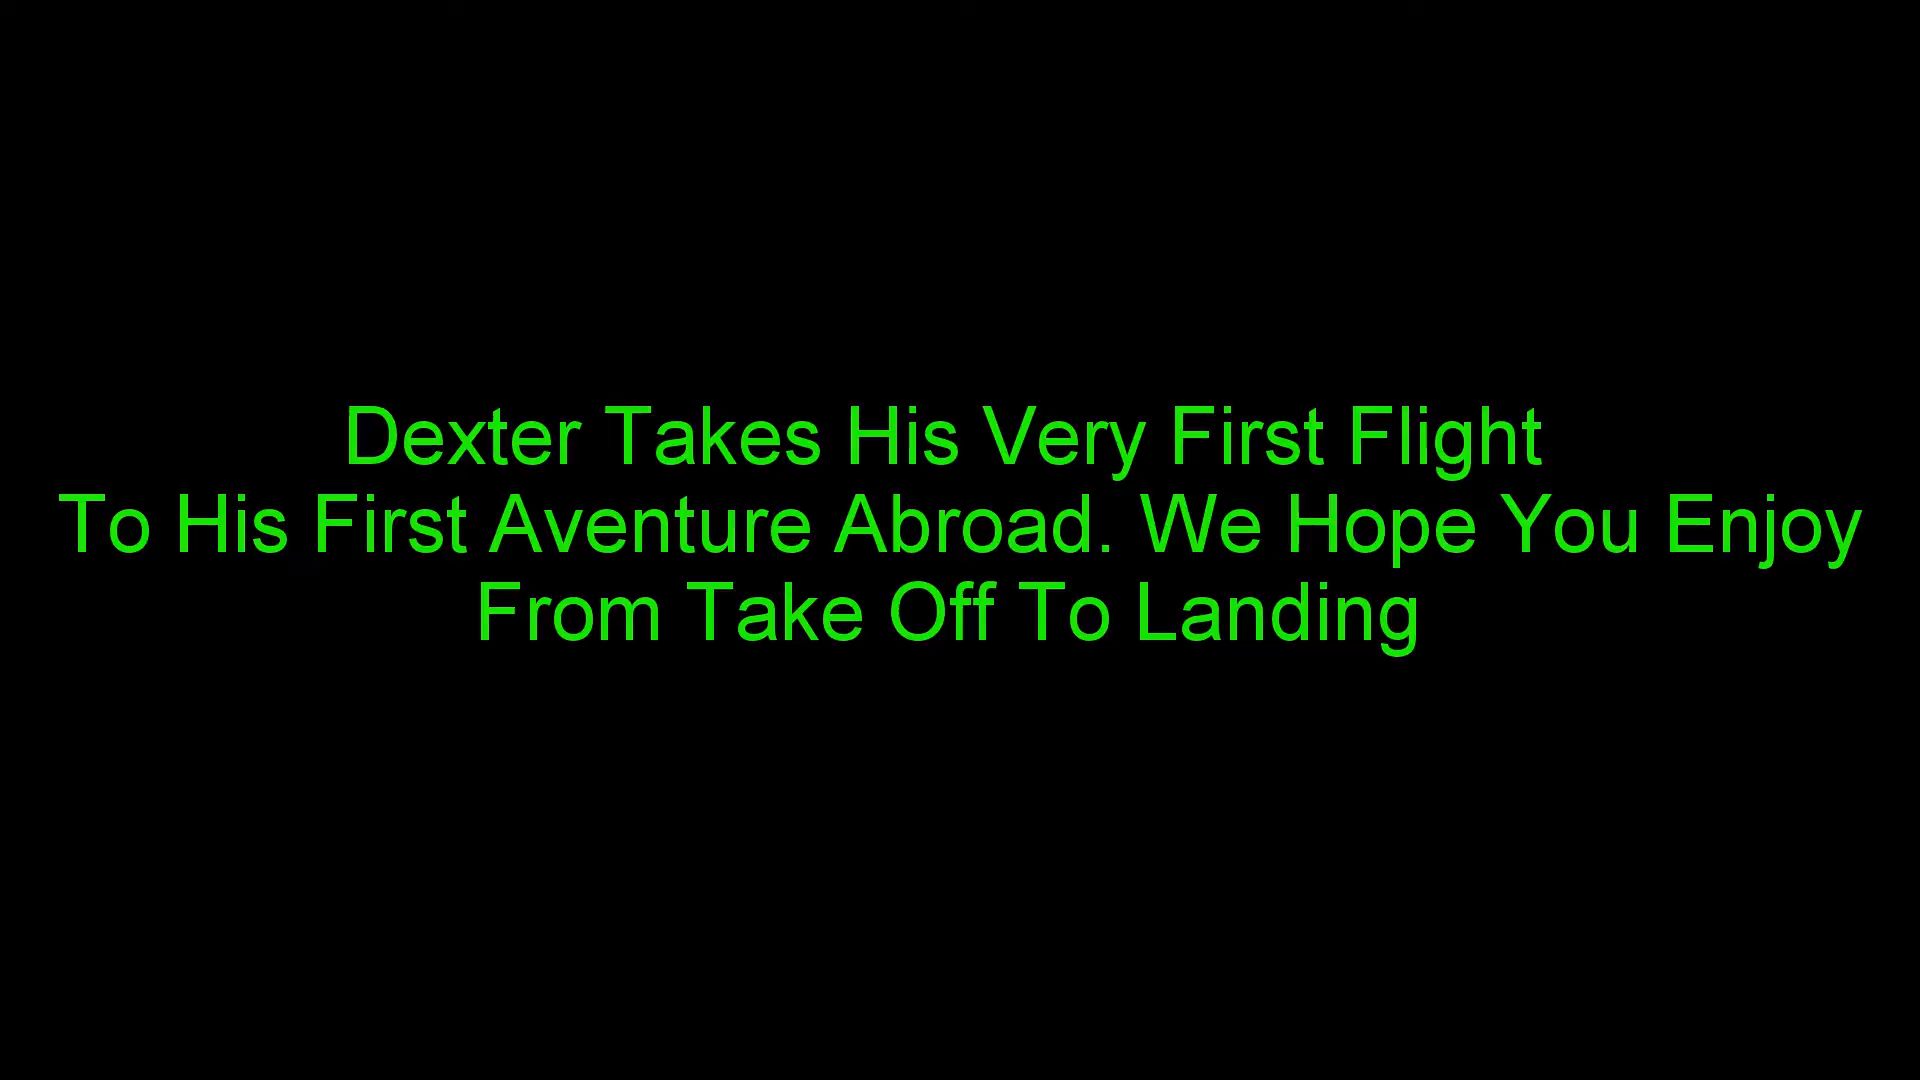 Dexter Takes His Very First Flight
To His First Aventure Abroad. We Hope You Enjoy
From Take Off To Landing